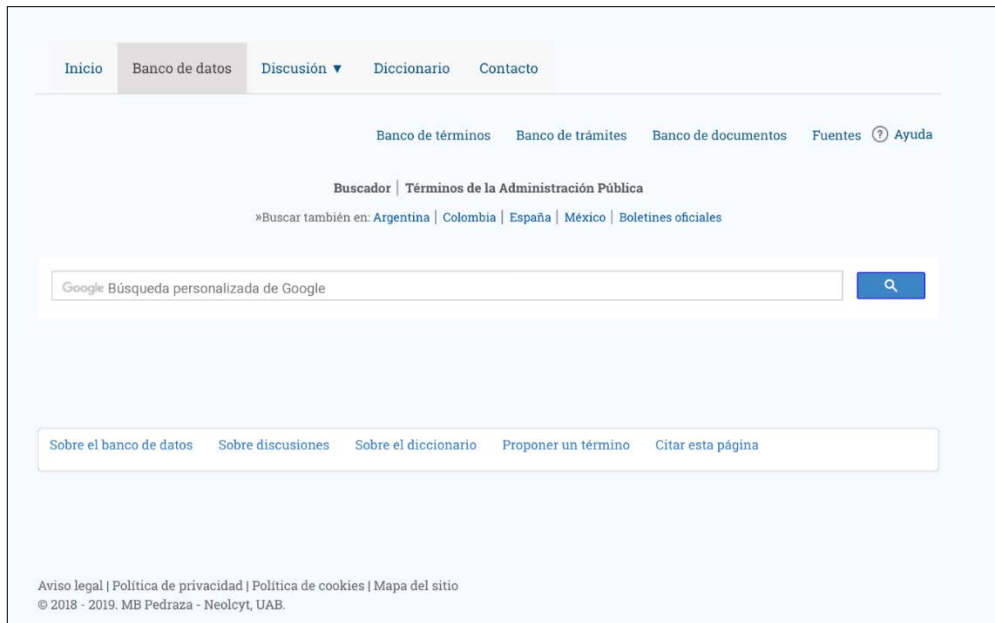 Inicio Banco de datos Discusión ▼ Diccionario Contacto
Banco de términos Banco de trámites Banco de documentos Fuentes ? Ayuda
Buscador | Términos de la Administración Pública
»Buscar también en: Argentina | Colombia | España | México | Boletines oficiales
Google Búsqueda personalizada de Google
Sobre el banco de datos Sobre discusiones Sobre el diccionario Proponer un término Citar esta página
Aviso legal | Política de privacidad | Política de cookies | Mapa del sitio
© 2018 - 2019. MB Pedraza - Neolcyt, UAB.